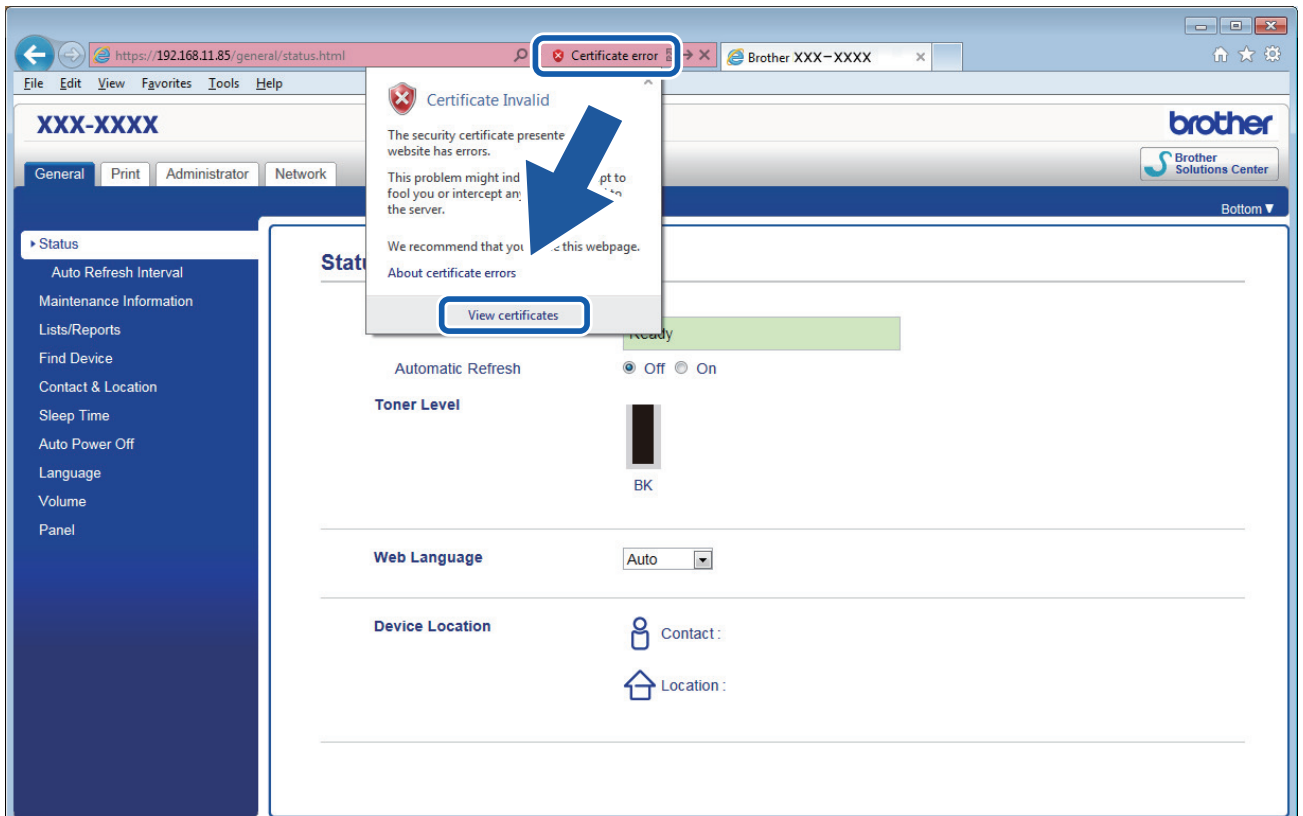 https://192.168.11.85/general/status.html
Certificate error
Brother XXX-XXXX
File Edit View Favorites Tools Help
Certificate Invalid
The security certificate presente
website has errors.
This problem might ind pt to
fool you or intercept any to
the server.
We recommend that you this webpage.
About certificate errors
View certificates
XXX-XXXX
brother
General Print Administrator Network
Brother
Solutions Center
Bottom▼
Status
Auto Refresh Interval
Maintenance Information
Lists/Reports
Find Device
Contact & Location
Sleep Time
Auto Power Off
Language
Volume
Panel
Statu
Ready
Automatic Refresh Off On
Toner Level
BK
Web Language Auto
Device Location Contact :
Location :